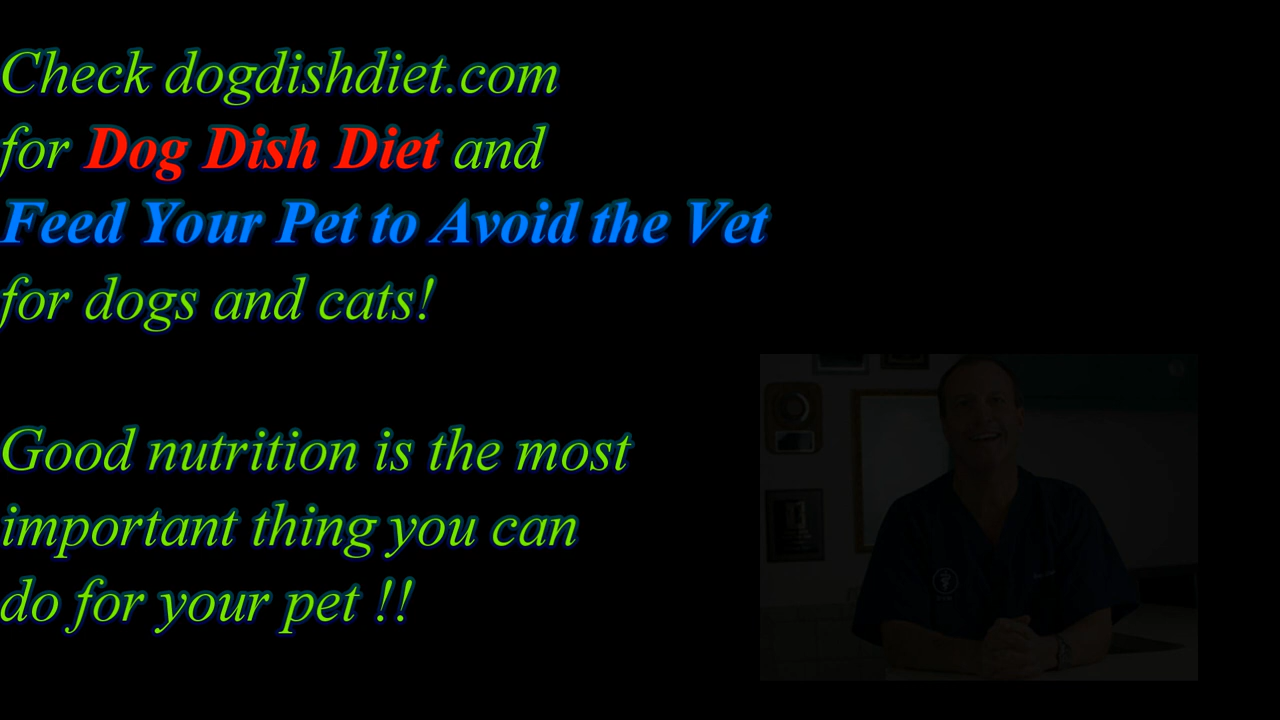 Check dogdishdiet.com
for Dog Dish Diet and
Feed Your Pet to Avoid the Vet
for dogs and cats!
Good nutrition is the most
important thing you can
do for your pet !!